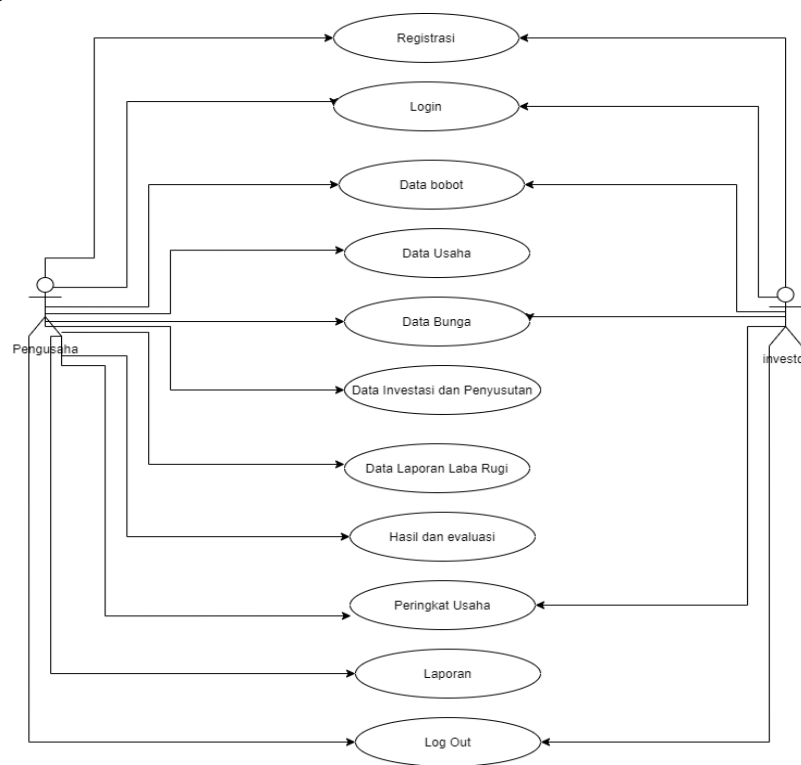 Registrasi
Login
Data bobot
Data Usaha
Data Bunga
Pengusaha
investo
Data Investasi dan Penyusutan
Data Laporan Laba Rugi
Hasil dan evaluasi
Peringkat Usaha
Laporan
Log Out